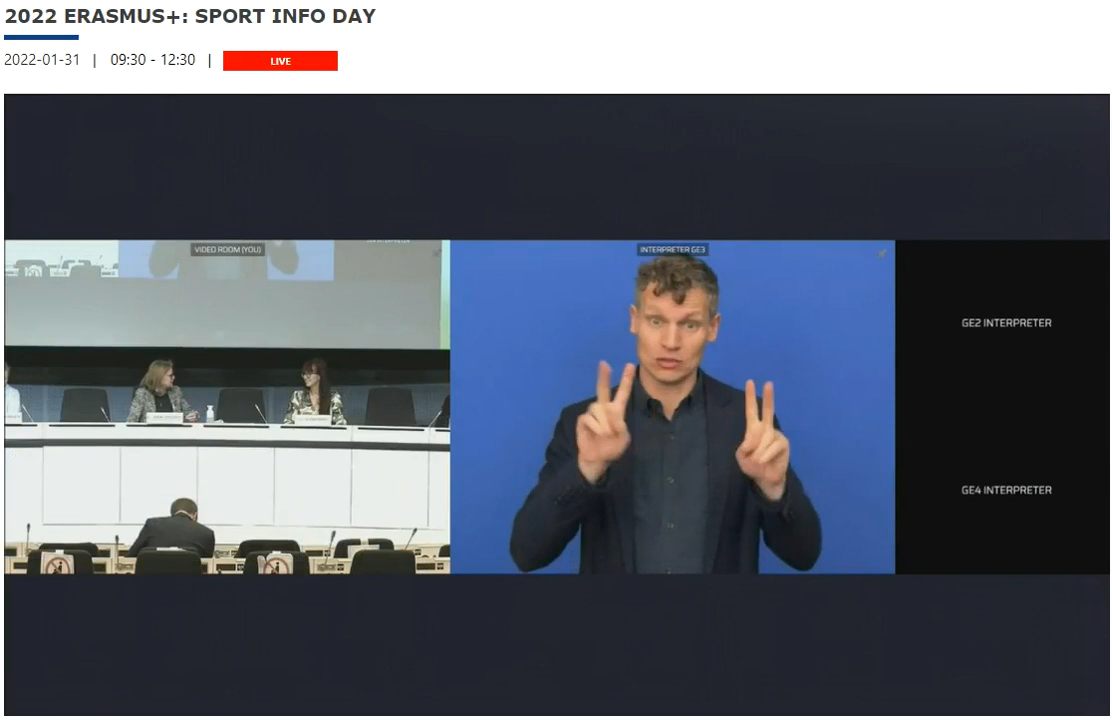 2022 ERASMUS+: SPORT INFO DAY
2022-01-31 | 09:30 - 12:30 | LIVE
VIDEO ROOM (YOU)
INTERPRETER GE3
GE2 INTERPRETER
GE4 INTERPRETER